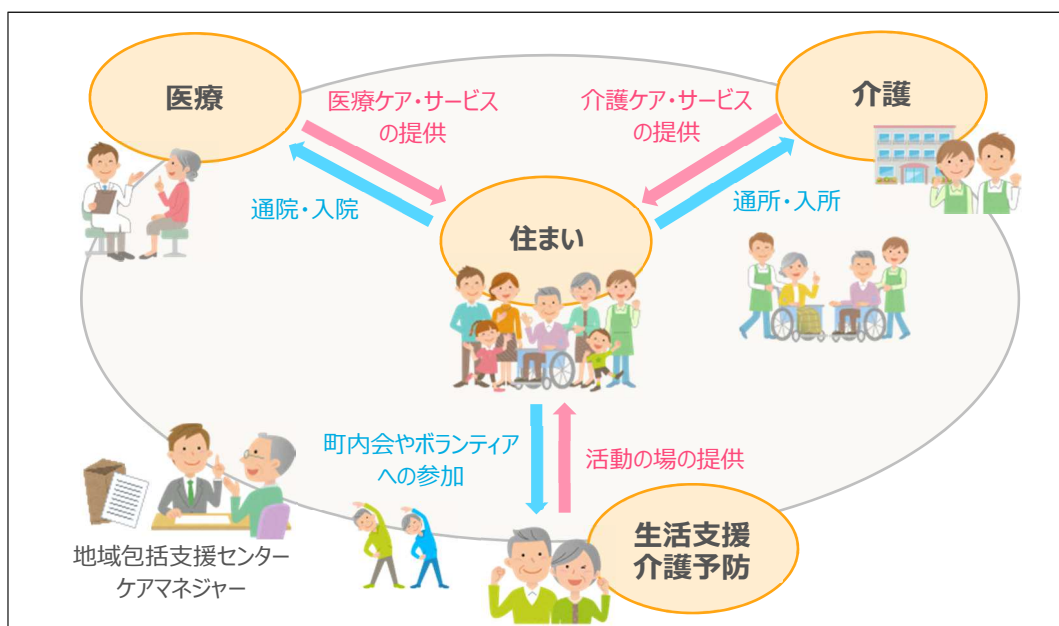 医療
介護
医療ケア・サービス
の提供
介護ケア・サービス
の提供
通院・入院
通所・入所
住まい
町内会やボランティア
への参加
活動の場の提供
生活支援
介護予防
地域包括支援センター
ケアマネジャー